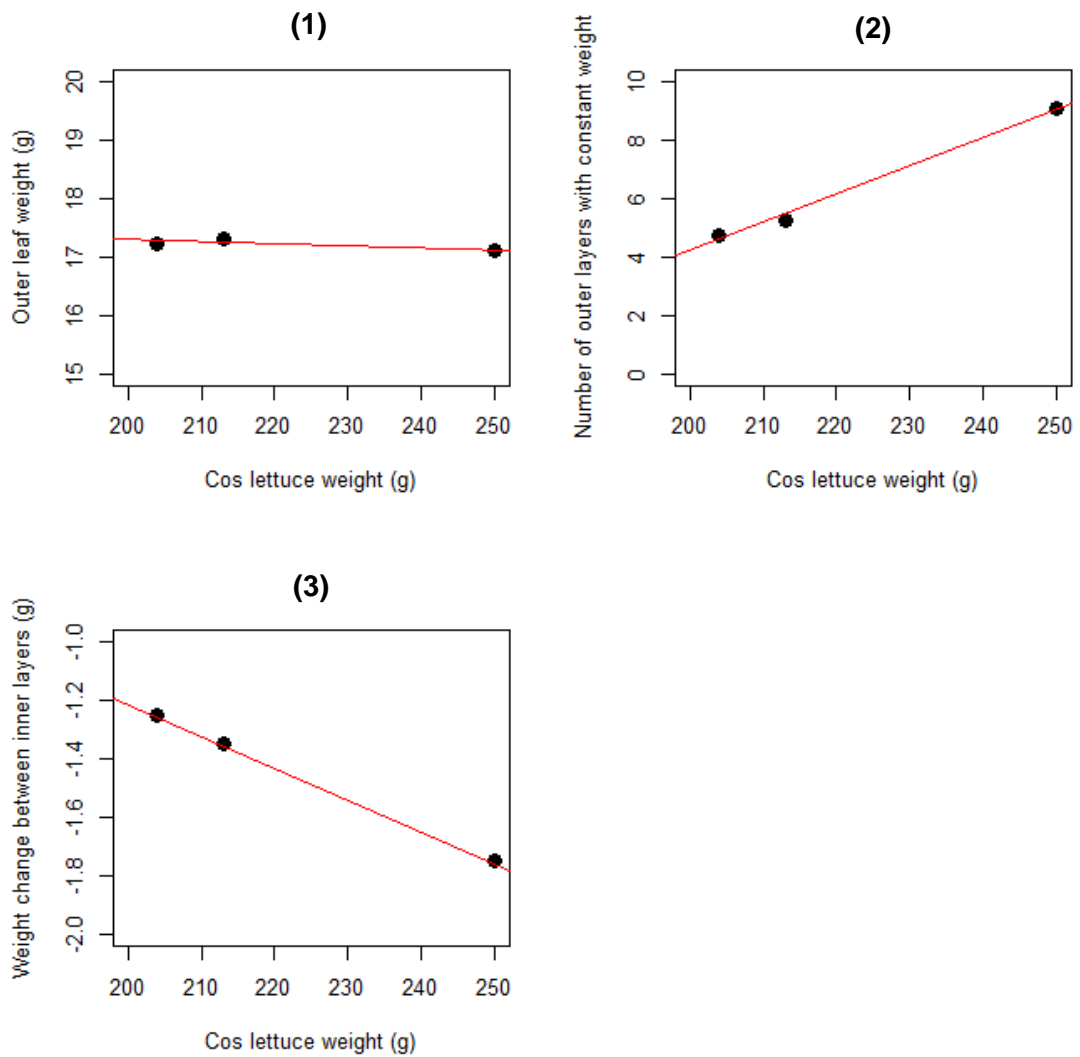 (1)
Outer leaf weight (g)
20
19
18
17
16
15
200 210 220 230 240 250
Cos lettuce weight (g)
(2)
Number of outer layers with constant weight
10
8
6
4
2
0
200 210 220 230 240 250
Cos lettuce weight (g)
(3)
Weight change between inner layers (g)
-1.0
-1.2
-1.4
-1.6
-1.8
-2.0
200 210 220 230 240 250
Cos lettuce weight (g)